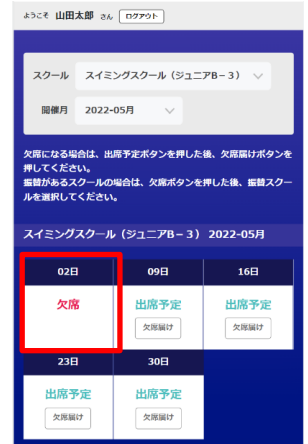 ようこそ 山田太郎 さん ログアウト
スクール スイミングスクール（ジュニアB－3）
開催月 2022-05月
欠席になる場合は、出席予定ボタンを押した後、欠席届けボタンを
押してください。
振替があるスクールの場合は、欠席ボタンを押した後、振替スクー
ルを選択してください。
スイミングスクール（ジュニアB－3） 2022-05月
02日 09日 16日
欠席 出席予定 出席予定
欠席届け 欠席届け
23日 30日
出席予定 出席予定
欠席届け 欠席届け